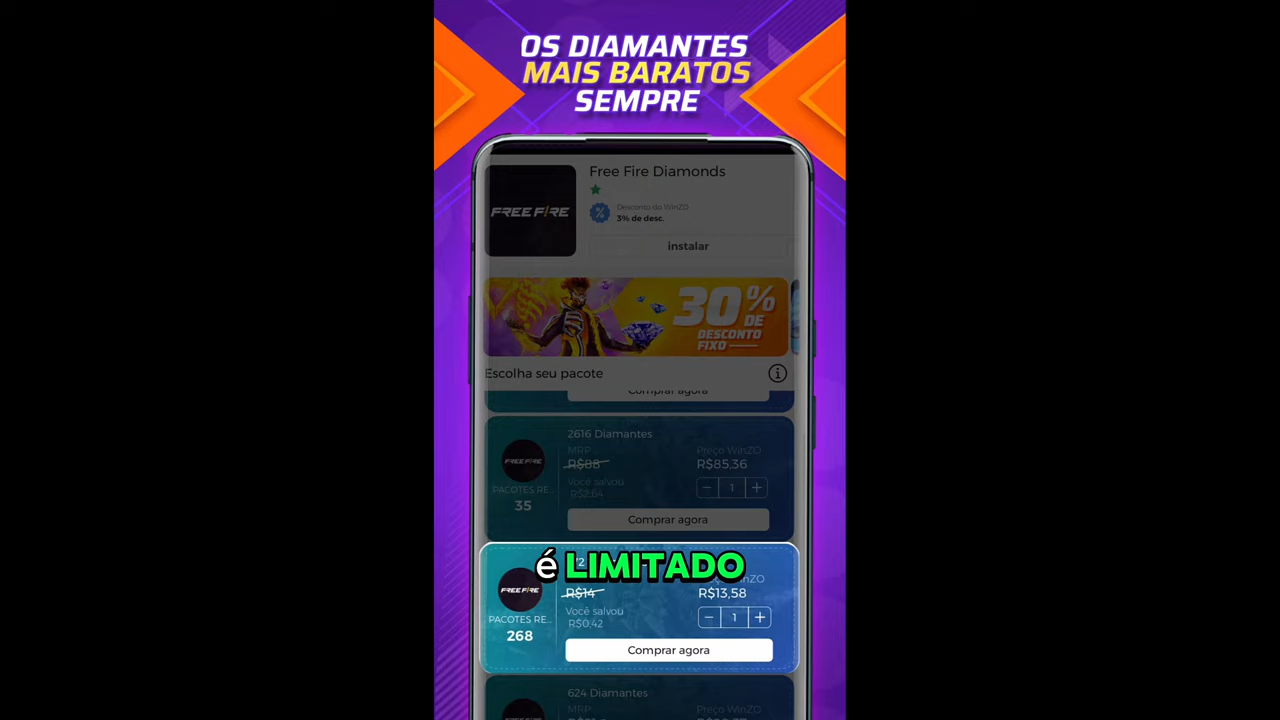 OS DIAMANTES
MAIS BARATOS
SEMPRE
Free Fire Diamonds
FREE FIRE
Desconto do WinZO
3% de desc.
instalar
30%
DE
DESCONTO
FIXO
Escolha seu pacote
Comprar agora
2616 Diamantes
MRP
Preço WinZO
R$88
R$85,36
FREE FIRE
Você salvou
R$2,64
PACOTES RE...
35
1
Comprar agora
É LIMITADO
R$14
R$13,58
FREE FIRE
Você salvou
R$0,42
PACOTES RE...
268
1
Comprar agora
624 Diamantes
MRP